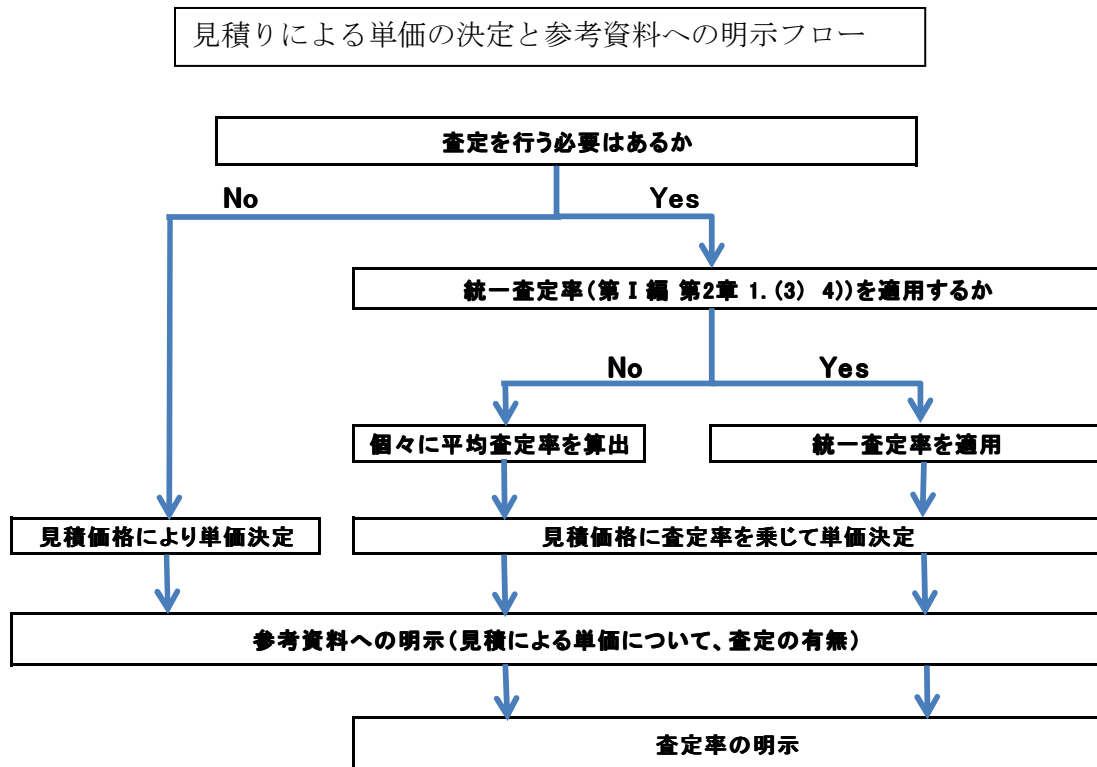 見積りによる単価の決定と参考資料への明示フロー
査定を行う必要はあるか
No
Yes
統一査定率(第Ⅰ編 第2章 1.(3) 4))を適用するか
No
Yes
個々に平均査定率を算出
統一査定率を適用
見積価格により単価決定
見積価格に査定率を乗じて単価決定
参考資料への明示(見積による単価について、査定の有無)
査定率の明示